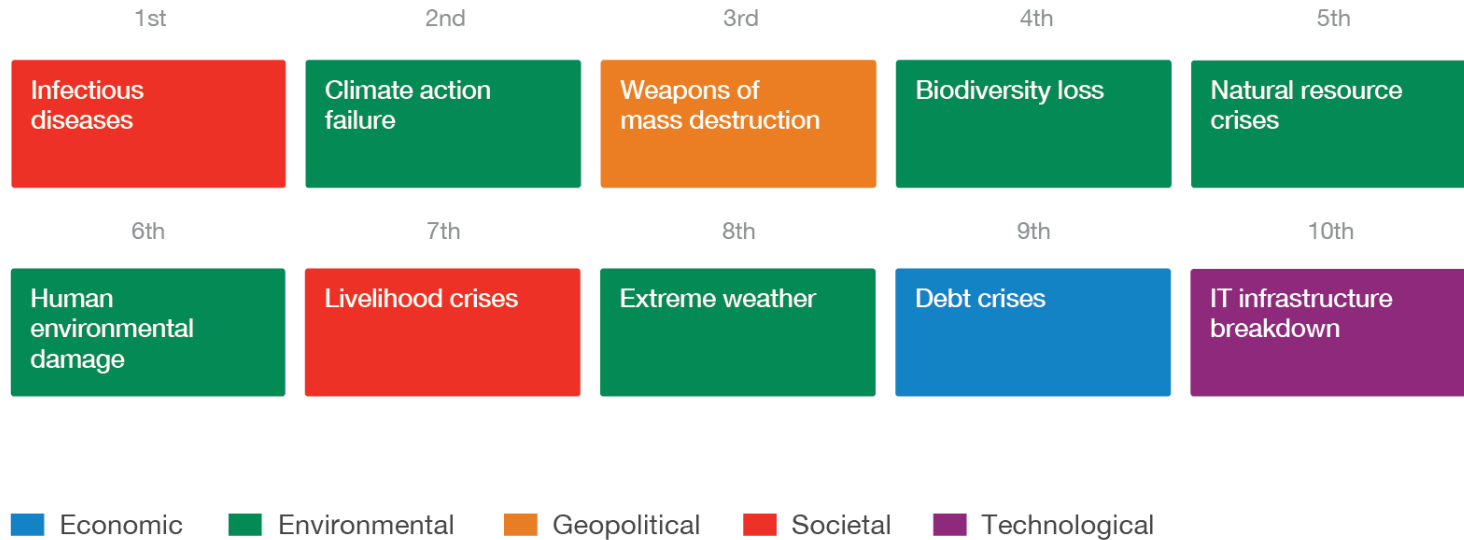 1st 2nd 3rd 4th 5th
Infectious
diseases
Climate action
failure
Weapons of
mass destruction
Biodiversity loss
Natural resource
crises
6th 7th 8th 9th 10th
Human
environmental
damage
Livelihood crises
Extreme weather
Debt crises
IT infrastructure
breakdown
Economic Environmental Geopolitical Societal Technological